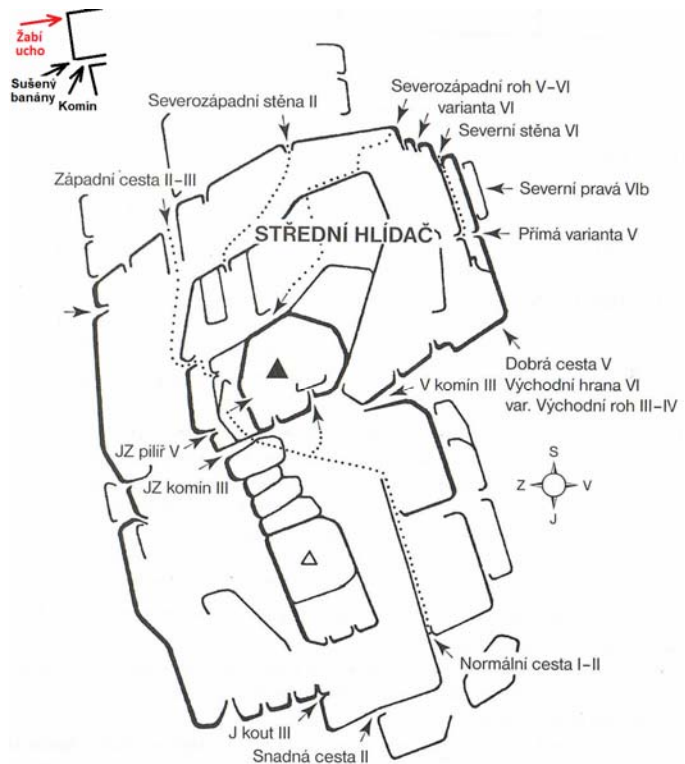 Žabí
ucho
Sušený
banány
Komín
Severozápadní stěna II
Severozápadní roh V–VI
varianta VI
Severní stěna VI
Západní cesta II–III
Severní pravá VIb
STŘEDNÍ HLÍDAČ
Přímá varianta V
Dobrá cesta V
Východní hrana VI
var. Východní roh III–IV
V komín III
JZ pilíř V
JZ komín III
S
Z
V
J
Normální cesta I–II
J kout III
Snadná cesta II